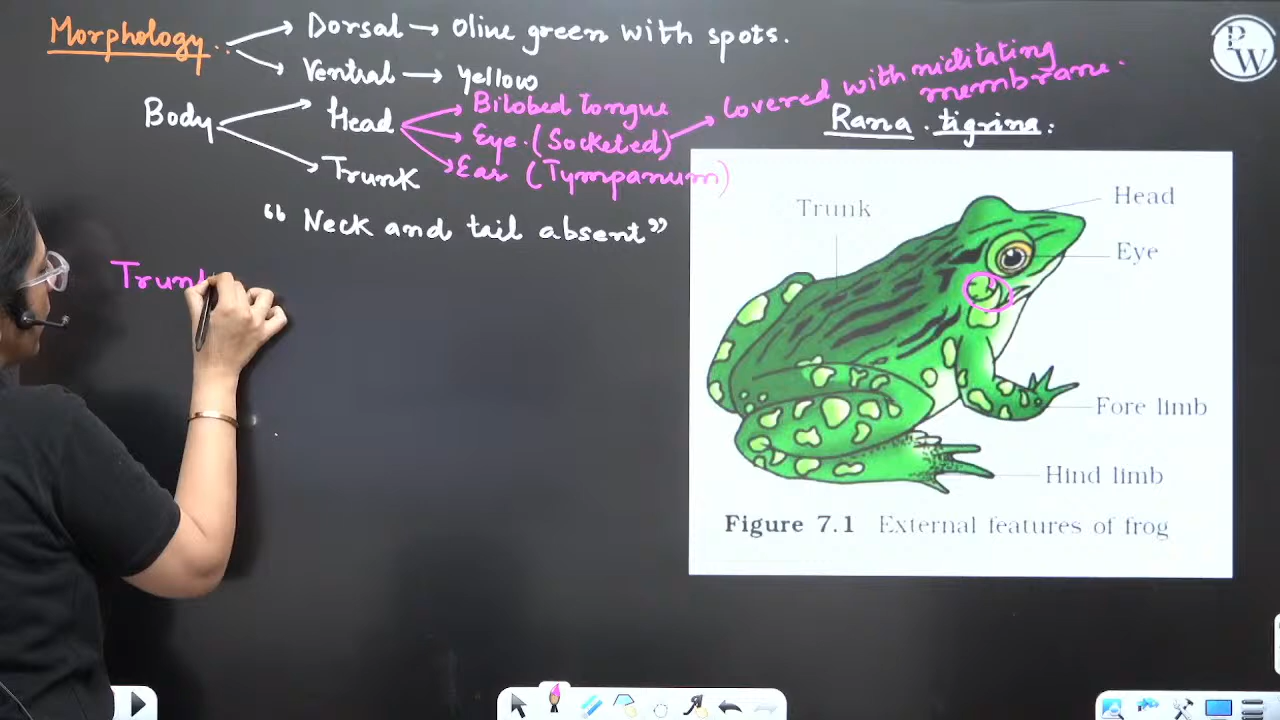 Morphology → Dorsal → Olive green with spots.
→ Ventral → Yellow
Body → Head → Bilobed tongue
→ Eye. (Socketed) → Covered with nictitating membrane.
→ Ear (Tympanum)
→ Trunk
"Neck and tail absent"
Trunk
Rana. tigrina.
Trunk
Head
Eye
Fore limb
Hind limb
Figure 7.1 External features of frog
PW